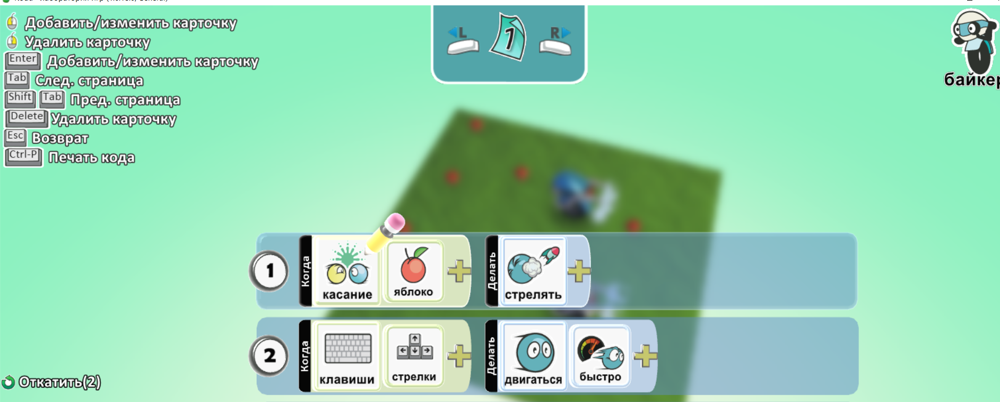 Добавить/изменить карточку
Удалить карточку
Enter Добавить/изменить карточку
Tab След. страница
Shift Tab Пред. страница
Delete Удалить карточку
Esc Возврат
Ctrl-P Печать кода
L 1 R
байкер
1 Когда касание яблоко Делать стрелять
2 Когда клавиши стрелки Делать двигаться быстро
Откатить(2)